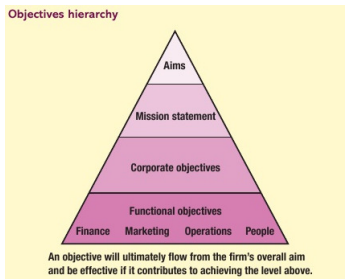 Objectives hierarchy
Aims
Mission statement
Corporate objectives
Functional objectives
Finance Marketing Operations People
An objective will ultimately flow from the firm's overall aim
and be effective if it contributes to achieving the level above.